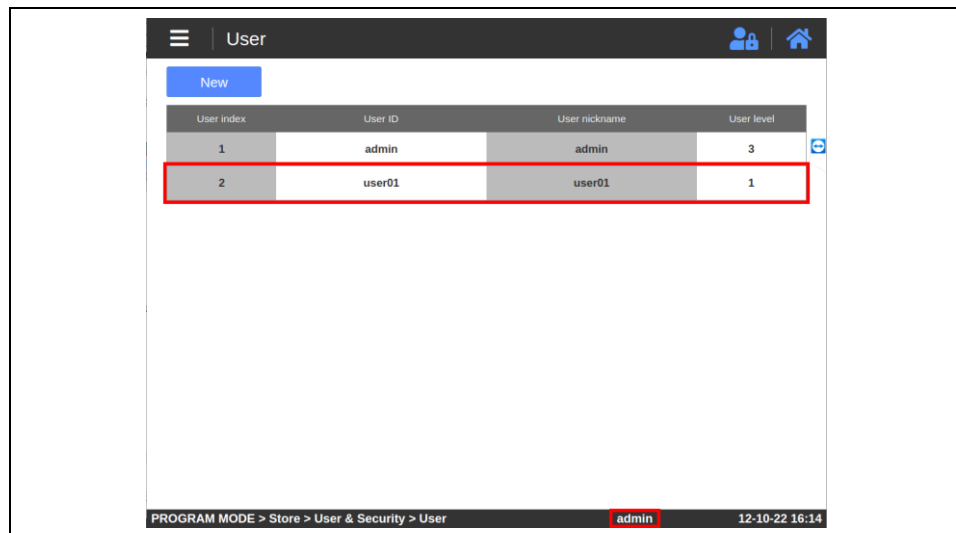 User
New
User index User ID User nickname User level
1 admin admin 3
2 user01 user01 1
PROGRAM MODE > Store > User & Security > User admin 12-10-22 16:14